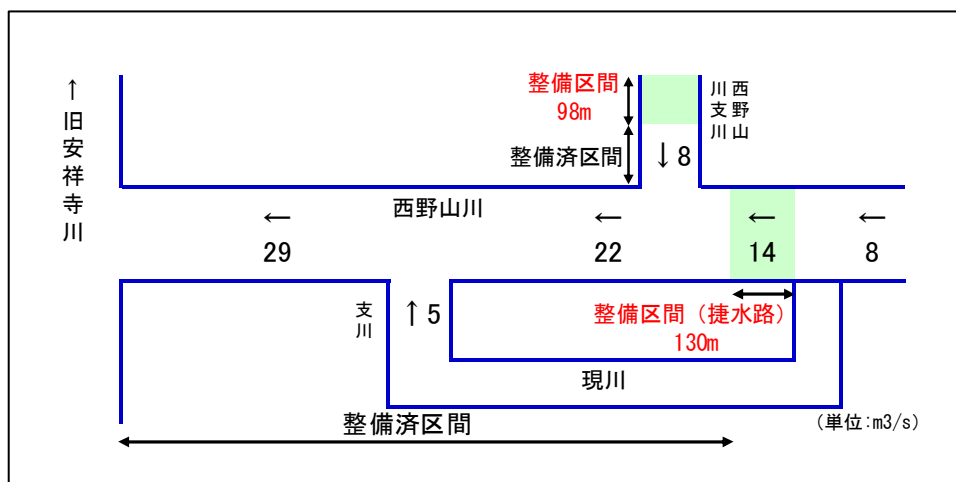 ↑旧安祥寺川
整備区間
98m
西野山
川支川
整備済区間
↓8
西野山川
←
29
←
22
←
14
←
8
支川
↑5
整備区間（捷水路）
130m
現川
整備済区間
(単位:m3/s)